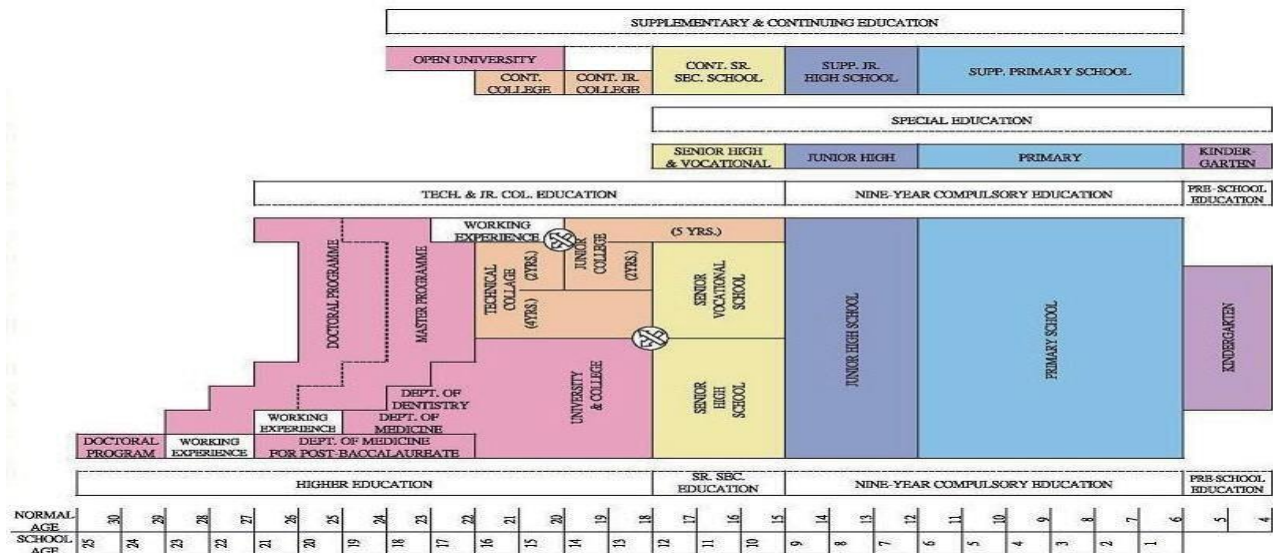 SUPPLEMENTARY & CONTINUING EDUCATION
OPEN UNIVERSITY
CONT.
COLLEGE
CONT. JR.
COLLEGE
CONT. SR.
SEC. SCHOOL
SUPP. JR.
HIGH SCHOOL
SUPP. PRIMARY SCHOOL
SPECIAL EDUCATION
SENIOR HIGH
& VOCATIONAL
JUNIOR HIGH
PRIMARY
KINDER-
GARTEN
TECH. & JR. COL. EDUCATION
NINE-YEAR COMPULSORY EDUCATION
PRE-SCHOOL
EDUCATION
WORKING
EXPERIENCE
(5 YRS.)
DOCTORAL PROGRAMME
MASTER PROGRAMME
TECHNICAL
COLLAGE
(2YRS.)
(4YRS.)
JUNIOR
COLLEGE
(2YRS.)
SENIOR
VOCATIONAL
SCHOOL
JUNIOR HIGH SCHOOL
PRIMARY SCHOOL
KINDERGARTEN
UNIVERSITY
& COLLEGE
SENIOR
HIGH
SCHOOL
DEPT. OF
DENTISTRY
WORKING
EXPERIENCE
DEPT. OF
MEDICINE
DOCTORAL
PROGRAM
WORKING
EXPERIENCE
DEPT. OF MEDICINE
FOR POST-BACCALAUREATE
HIGHER EDUCATION
SR. SEC.
EDUCATION
NINE-YEAR COMPULSORY EDUCATION
PRE-SCHOOL
EDUCATION
NORMAL
AGE
30 29 28 27 26 25 24 23 22 21 20 19 18 17 16 15 14 13 12 11 10 9 8 7 6 5 4
SCHOOL
AGE
25 24 23 22 21 20 19 18 17 16 15 14 13 12 11 10 9 8 7 6 5 4 3 2 1